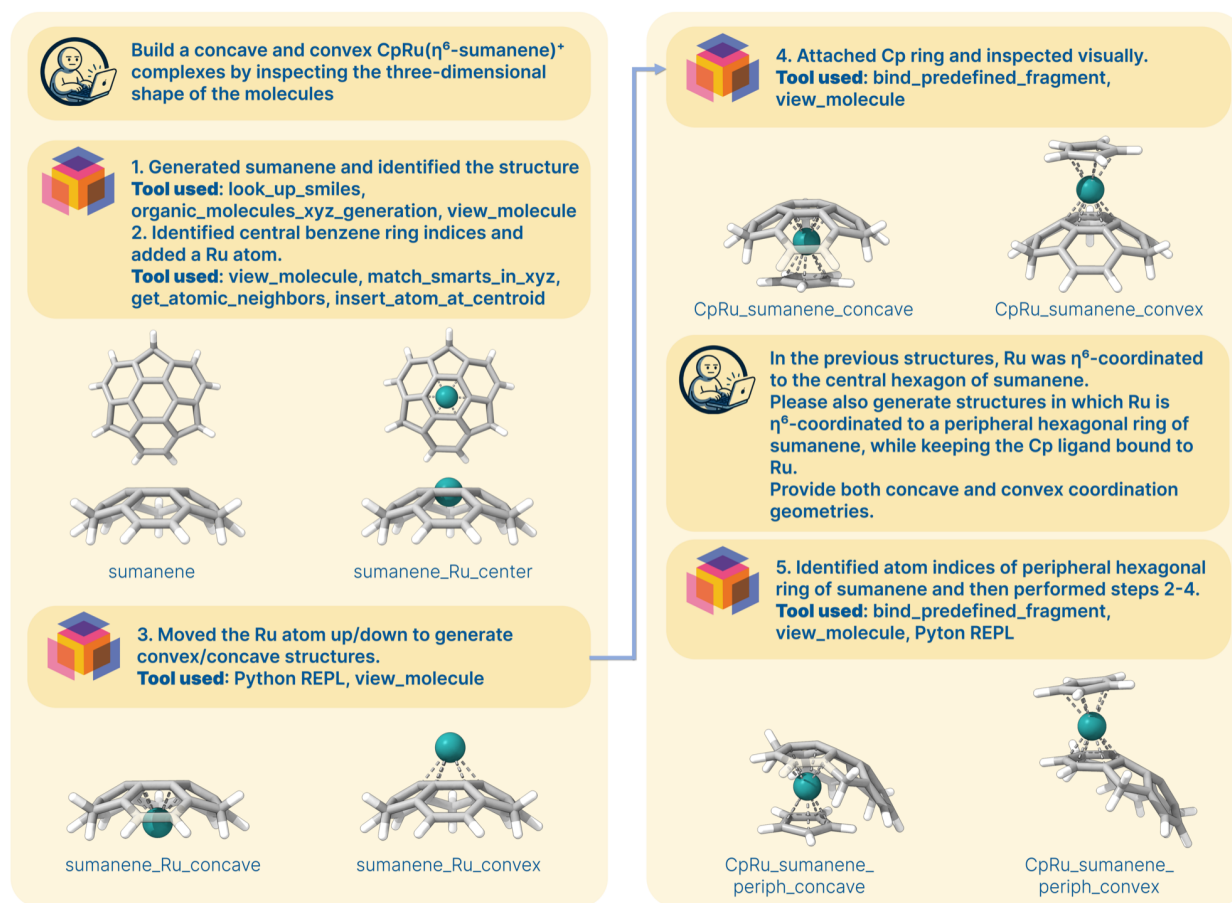 Build a concave and convex CpRu(η⁶-sumanene)⁺
complexes by inspecting the three-dimensional
shape of the molecules
1. Generated sumanene and identified the structure
Tool used: look_up_smiles,
organic_molecules_xyz_generation, view_molecule
2. Identified central benzene ring indices and
added a Ru atom.
Tool used: view_molecule, match_smarts_in_xyz,
get_atomic_neighbors, insert_atom_at_centroid
sumanene
sumanene_Ru_center
3. Moved the Ru atom up/down to generate
convex/concave structures.
Tool used: Python REPL, view_molecule
sumanene_Ru_concave
sumanene_Ru_convex
4. Attached Cp ring and inspected visually.
Tool used: bind_predefined_fragment,
view_molecule
CpRu_sumanene_concave
CpRu_sumanene_convex
In the previous structures, Ru was η⁶-coordinated
to the central hexagon of sumanene.
Please also generate structures in which Ru is
η⁶-coordinated to a peripheral hexagonal ring of
sumanene, while keeping the Cp ligand bound to
Ru.
Provide both concave and convex coordination
geometries.
5. Identified atom indices of peripheral hexagonal
ring of sumanene and then performed steps 2-4.
Tool used: bind_predefined_fragment,
view_molecule, Pyton REPL
CpRu_sumanene_
periph_concave
CpRu_sumanene_
periph_convex